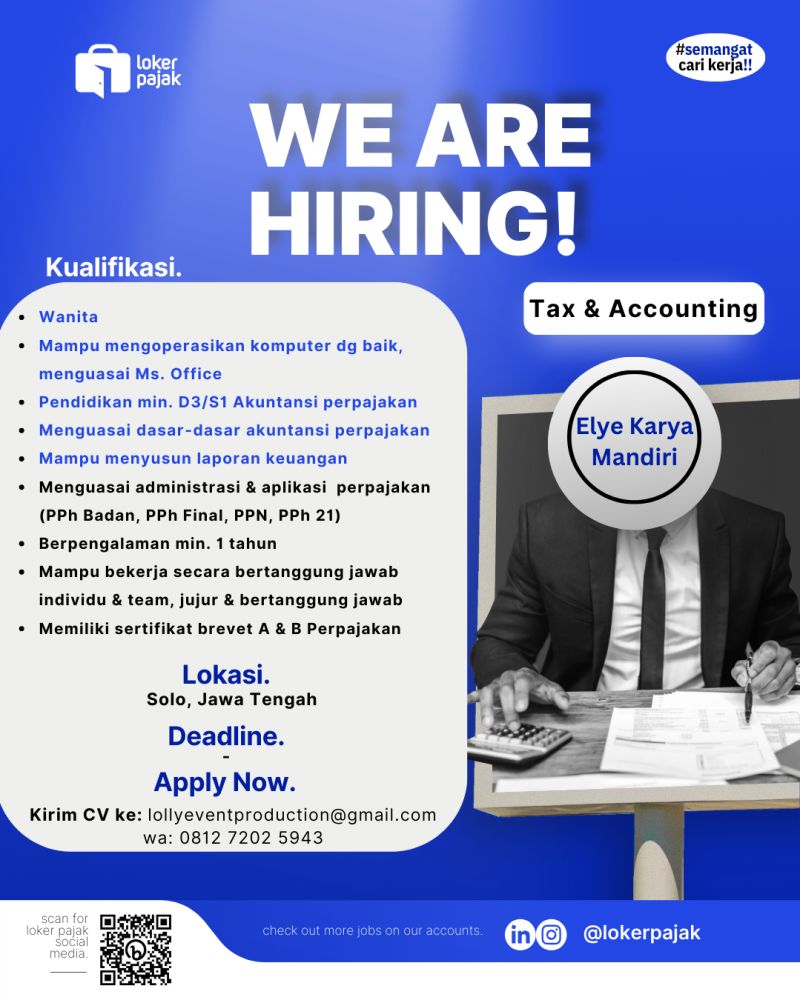 loker
pajak
#semangat
cari kerja!!
WE ARE
HIRING!
Kualifikasi.
Tax & Accounting
Elye Karya
Mandiri
• Wanita
• Mampu mengoperasikan komputer dg baik,
menguasai Ms. Office
• Pendidikan min. D3/S1 Akuntansi perpajakan
• Menguasai dasar-dasar akuntansi perpajakan
• Mampu menyusun laporan keuangan
• Menguasai administrasi & aplikasi perpajakan
(PPh Badan, PPh Final, PPN, PPh 21)
• Berpengalaman min. 1 tahun
• Mampu bekerja secara bertanggung jawab
individu & team, jujur & bertanggung jawab
• Memiliki sertifikat brevet A & B Perpajakan
Lokasi.
Solo, Jawa Tengah
Deadline.
-
Apply Now.
Kirim CV ke: lollyeventproduction@gmail.com
wa: 0812 7202 5943
scan for
loker pajak
social
media.
check out more jobs on our accounts.
in
@lokerpajak